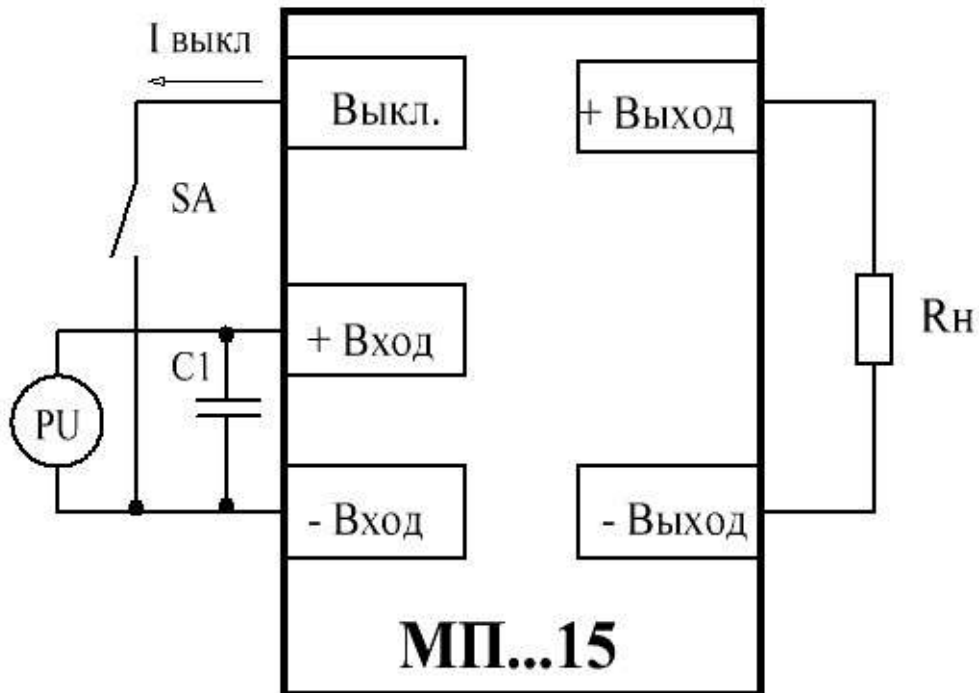 I выкл
Выкл.
+ Выход
SA
+ Вход
Rн
C1
PU
- Вход
- Выход
МП...15